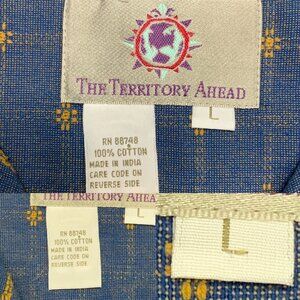 THE TERRITORY AHEAD
L
RN 88748
100% COTTON
MADE IN INDIA
CARE CODE ON
REVERSE SIDE
THE TERRITORY AHEAD
L
RN 88748
100% COTTON
MADE IN INDIA
CARE CODE ON
REVERSE SIDE
L